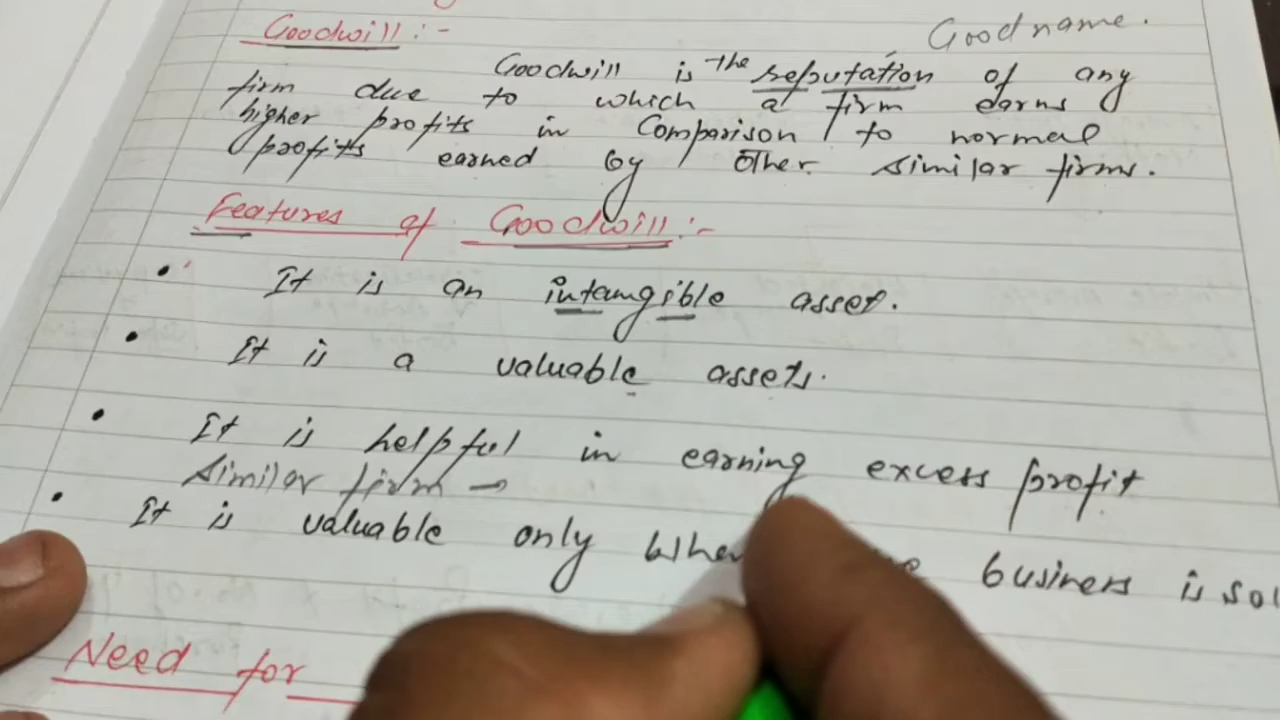 Good name.
Goodwill :-
Goodwill is the reputation of any
firm due to which a firm earns
higher profits in Comparison to normal
profits earned by other similar firms.
Features of Goodwill :-
• It is an intangible asset.
• It is a valuable assets.
• It is helpful in earning excess profit
similar firm →
• It is valuable only business is
Need for